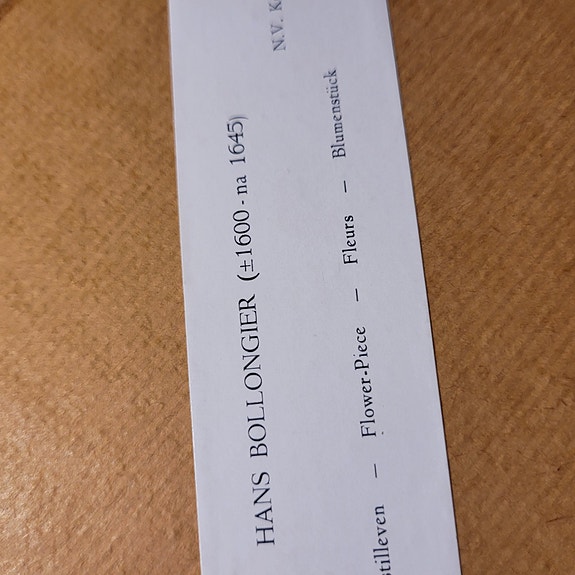 N.V. K
HANS BOLLONGIER (±1600-na 1645)
stilleven — Flower-Piece — Fleurs — Blumenstück